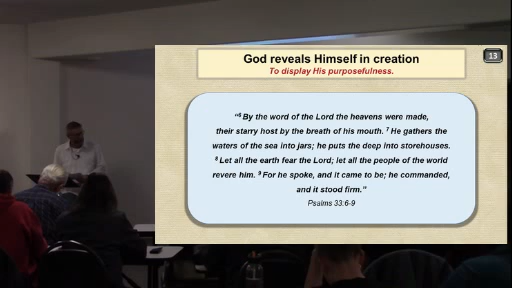 God reveals Himself in creation
To display His purposefulness.
13
"⁶ By the word of the Lord the heavens were made,
their starry host by the breath of his mouth. ⁷ He gathers the
waters of the sea into jars; he puts the deep into storehouses.
⁸ Let all the earth fear the Lord; let all the people of the world
revere him. ⁹ For he spoke, and it came to be; he commanded,
and it stood firm."
Psalms 33:6-9